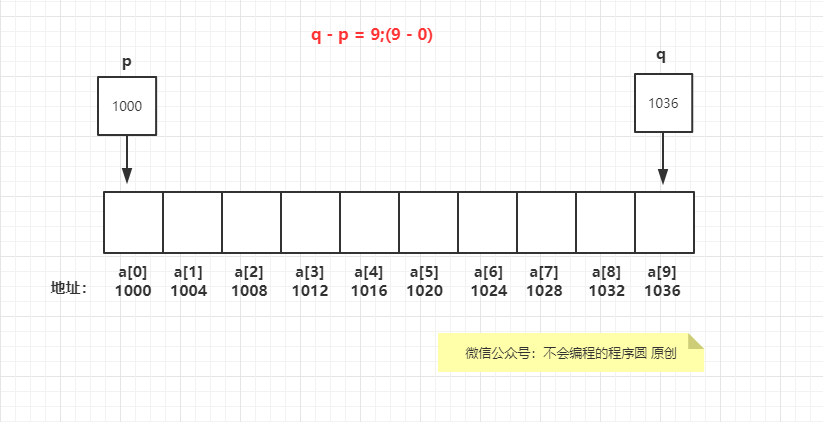 q - p = 9;(9 - 0)
p
q
1000
1036
a[0] a[1] a[2] a[3] a[4] a[5] a[6] a[7] a[8] a[9]
地址： 1000 1004 1008 1012 1016 1020 1024 1028 1032 1036
微信公众号：不会编程的程序圆 原创